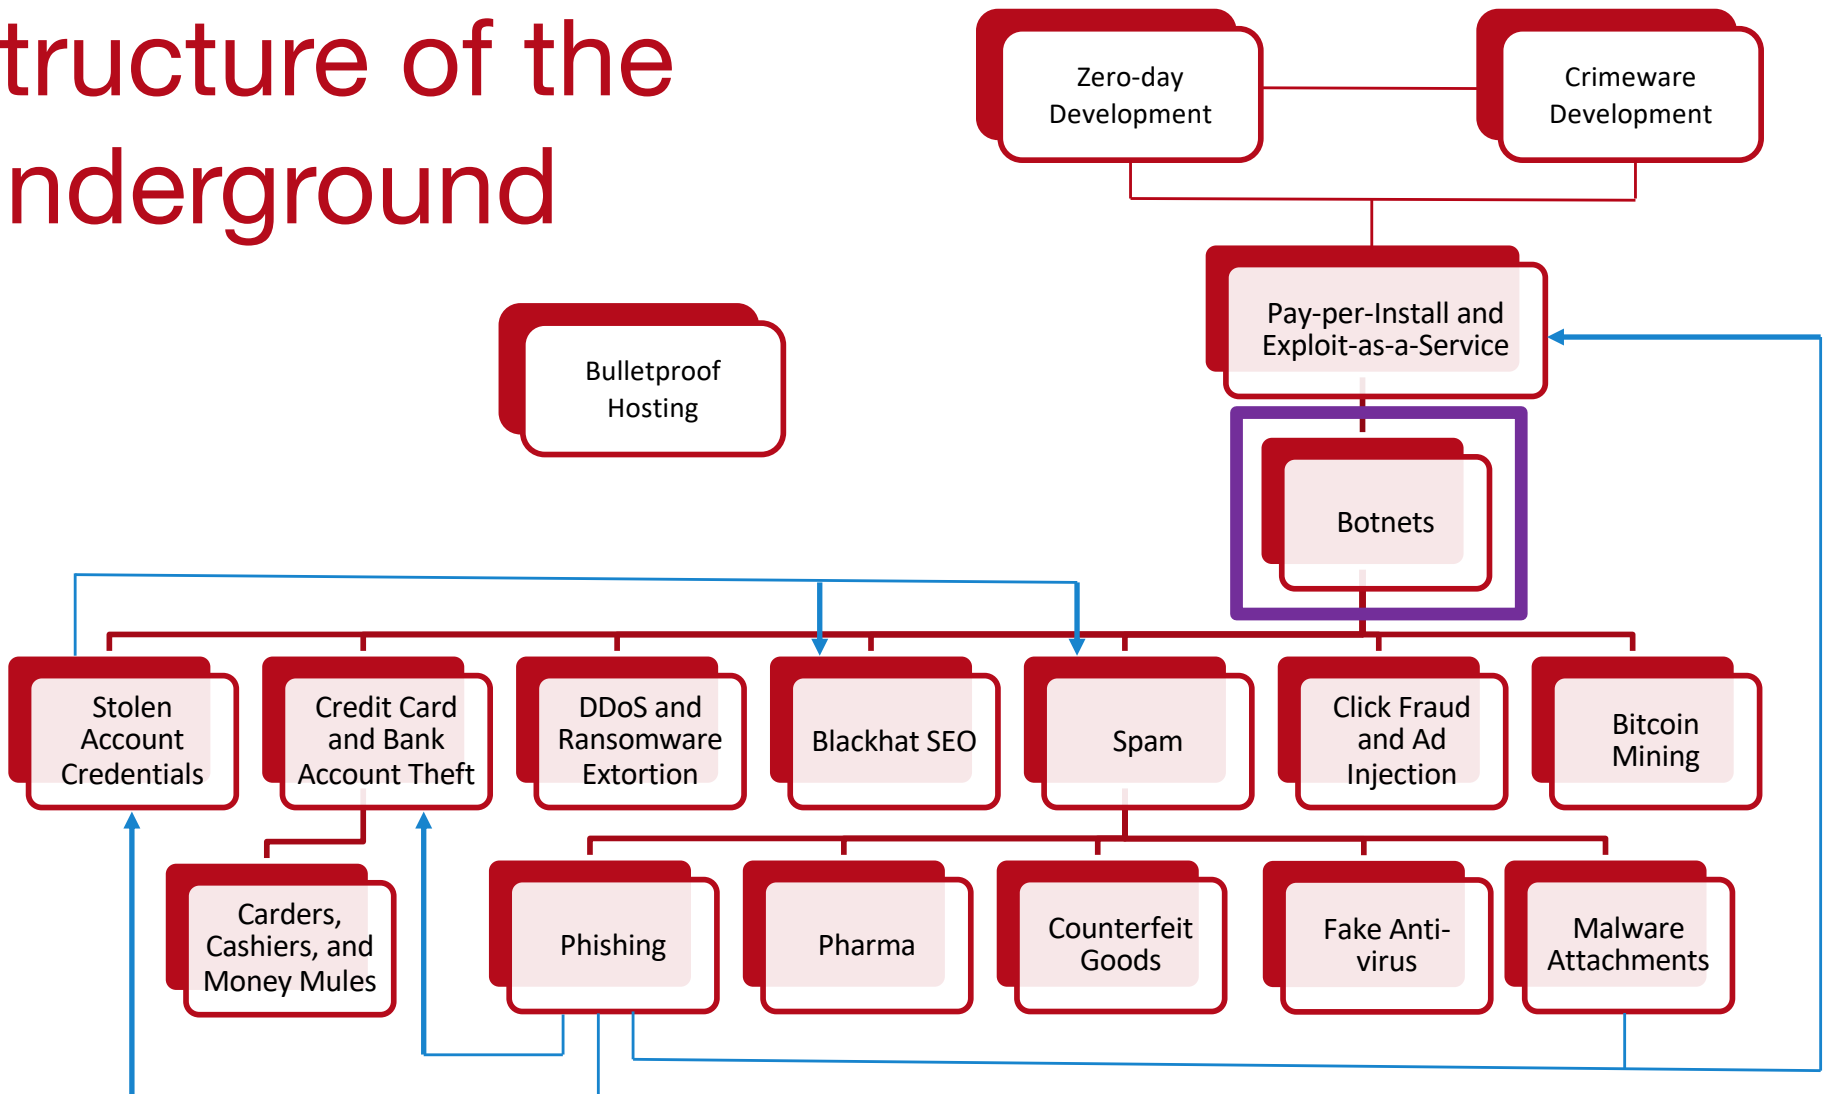 tructure of the
nderground
Zero-day
Development
Crimeware
Development
Pay-per-Install and
Exploit-as-a-Service
Bulletproof
Hosting
Botnets
Stolen
Account
Credentials
Credit Card
and Bank
Account Theft
DDoS and
Ransomware
Extortion
Blackhat SEO
Spam
Click Fraud
and Ad
Injection
Bitcoin
Mining
Carders,
Cashiers, and
Money Mules
Phishing
Pharma
Counterfeit
Goods
Fake Anti-
virus
Malware
Attachments